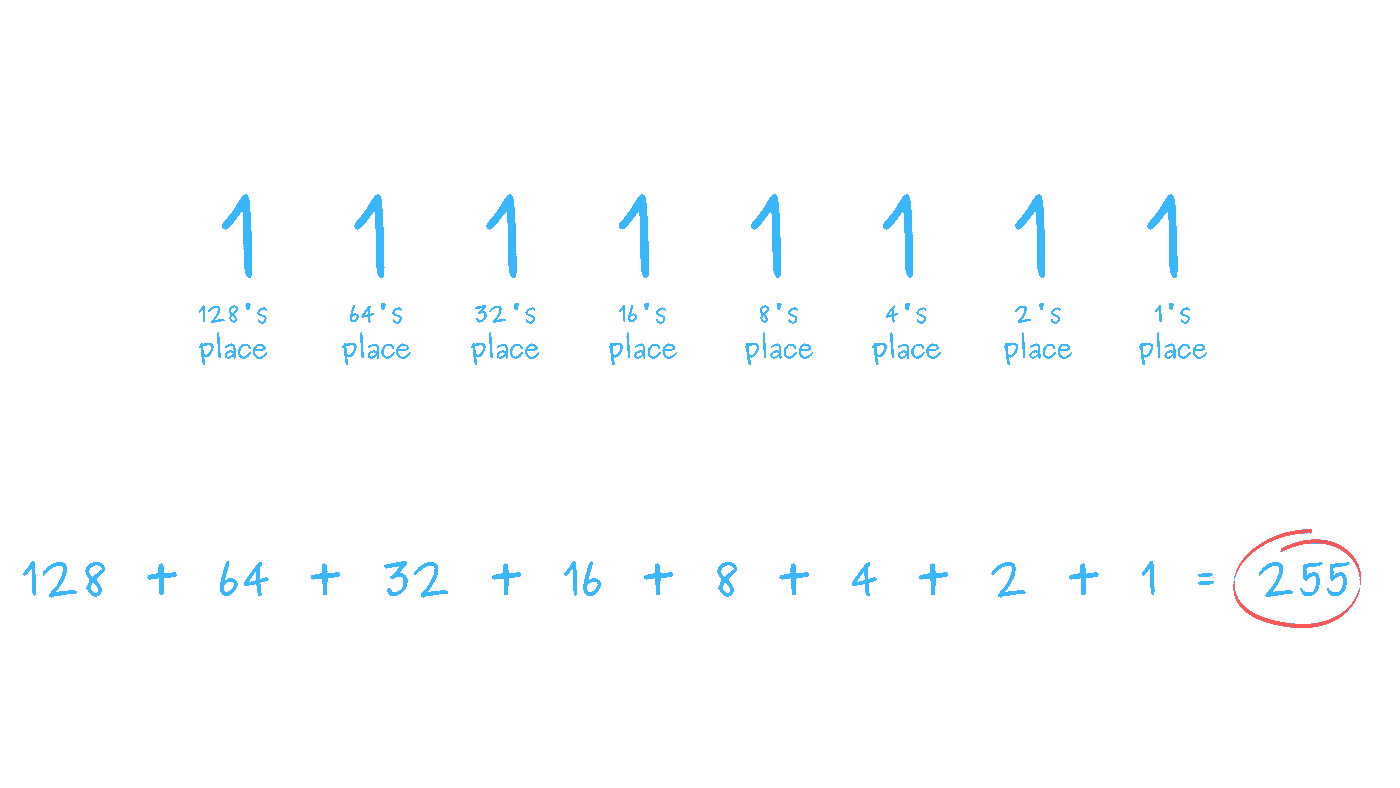 1 1 1 1 1 1 1 1
128's 64's 32's 16's 8's 4's 2's 1's
place place place place place place place place
128 + 64 + 32 + 16 + 8 + 4 + 2 + 1 = 255